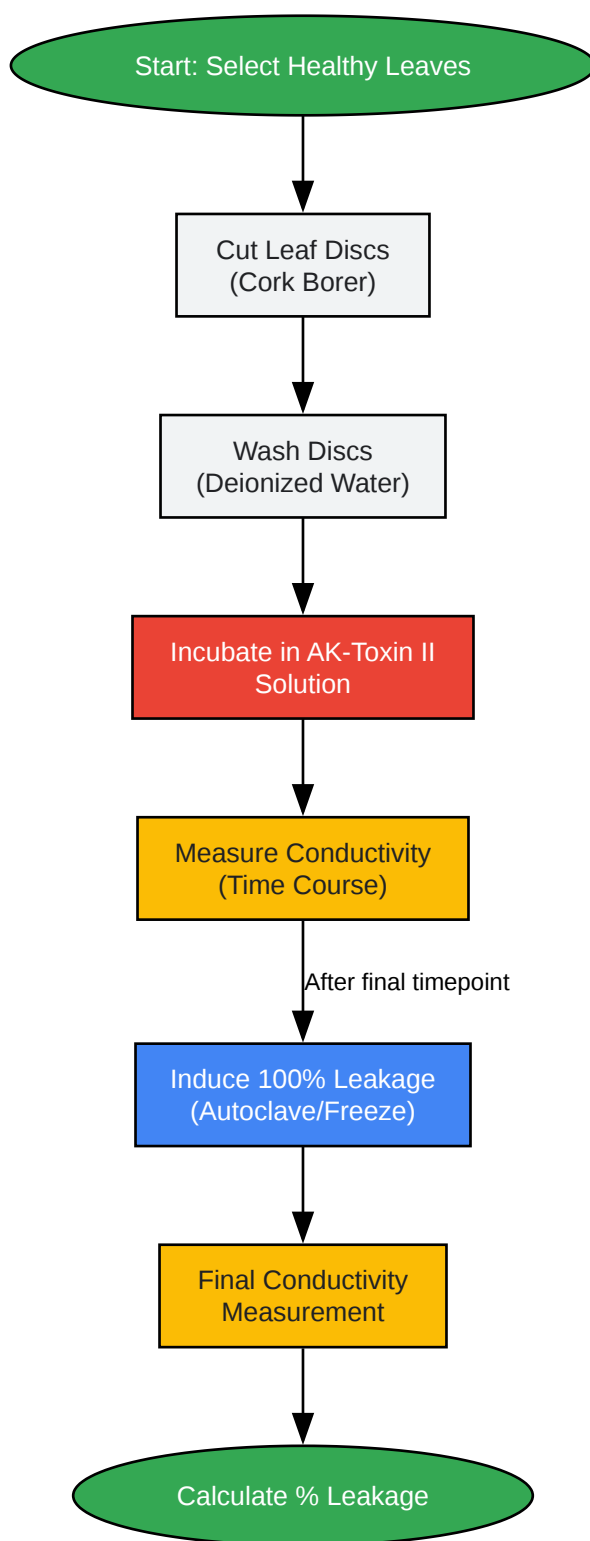 Start: Select Healthy Leaves
Cut Leaf Discs
(Cork Borer)
Wash Discs
(Deionized Water)
Incubate in AK-Toxin II
Solution
Measure Conductivity
(Time Course)
After final timepoint
Induce 100% Leakage
(Autoclave/Freeze)
Final Conductivity
Measurement
Calculate % Leakage